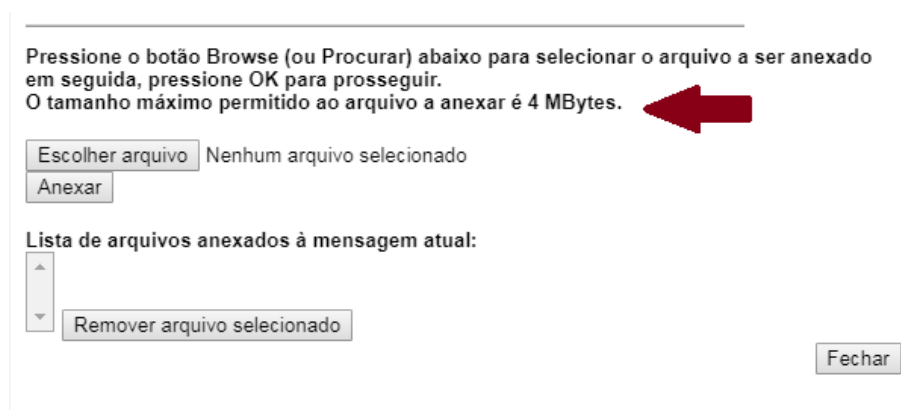 Pressione o botão Browse (ou Procurar) abaixo para selecionar o arquivo a ser anexado
em seguida, pressione OK para prosseguir.
O tamanho máximo permitido ao arquivo a anexar é 4 MBytes.
Escolher arquivo Nenhum arquivo selecionado
Anexar
Lista de arquivos anexados à mensagem atual:
Remover arquivo selecionado
Fechar